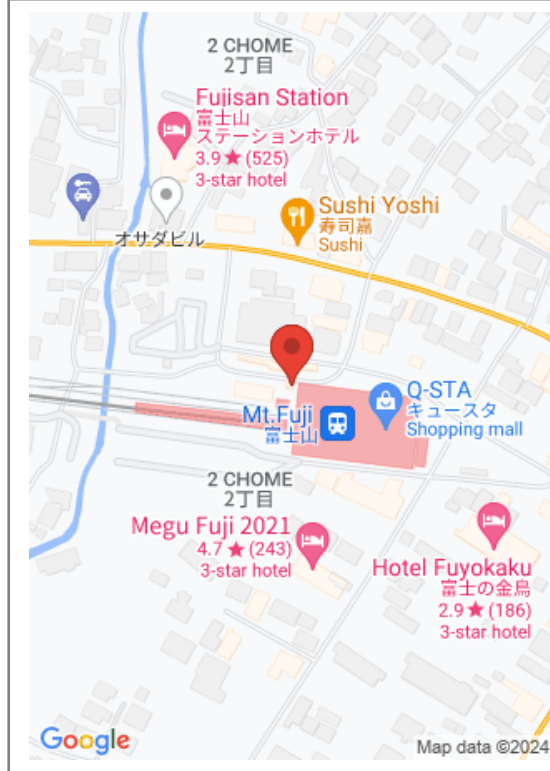 2 CHOME
2丁目
Fujisan Station
富士山
ステーションホテル
3.9 ★ (525)
3-star hotel
オサダビル
Sushi Yoshi
寿司嘉
Sushi
Q-STA
キュースタ
Shopping mall
Mt.Fuji
富士山
2 CHOME
2丁目
Megu Fuji 2021
4.7 ★ (243)
3-star hotel
Hotel Fuyokaku
富士の金鳥
2.9 ★ (186)
3-star hotel
Google
Map data ©2024